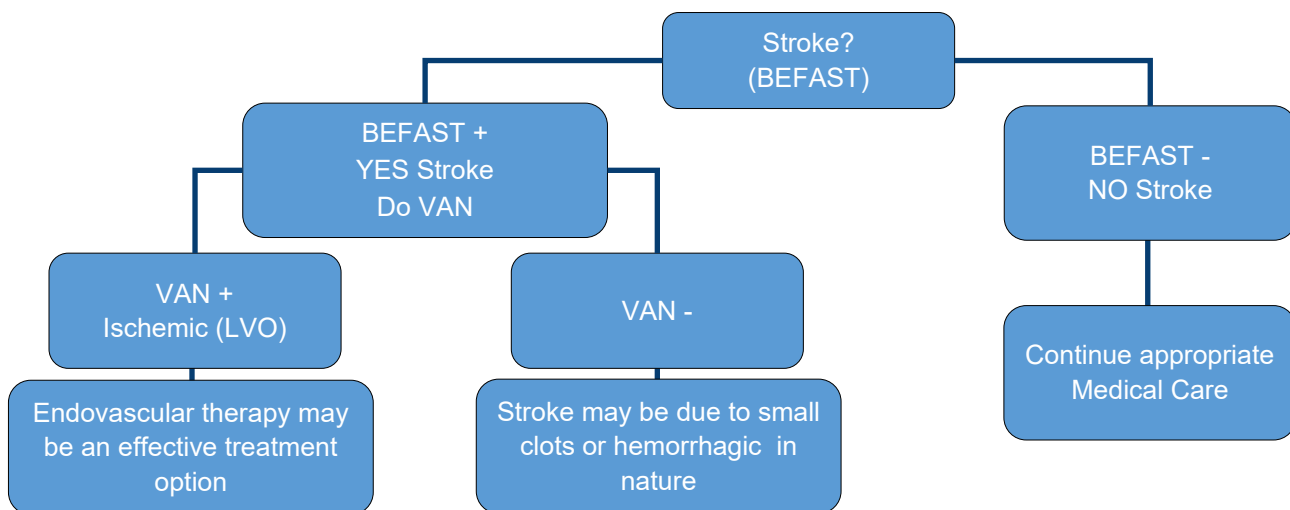 Stroke?
(BEFAST)
BEFAST +
YES Stroke
Do VAN
BEFAST -
NO Stroke
VAN +
Ischemic (LVO)
VAN -
Continue appropriate
Medical Care
Endovascular therapy may
be an effective treatment
option
Stroke may be due to small
clots or hemorrhagic in
nature